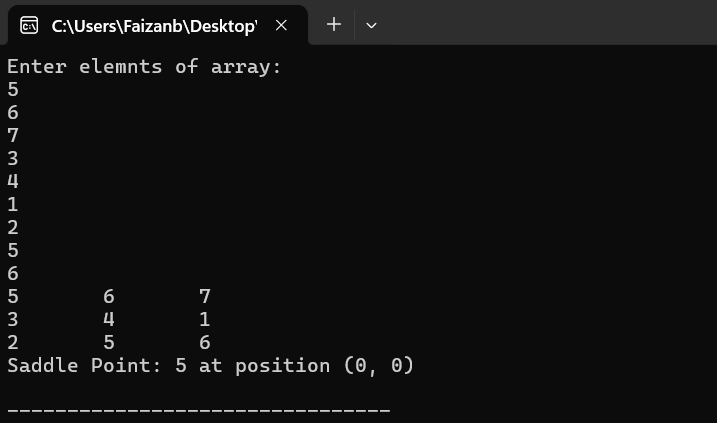 C:\Users\Faizanb\Desktop\
Enter elemnts of array:
5
6
7
3
4
1
2
5
6
5 6 7
3 4 1
2 5 6
Saddle Point: 5 at position (0, 0)
--------------------------------